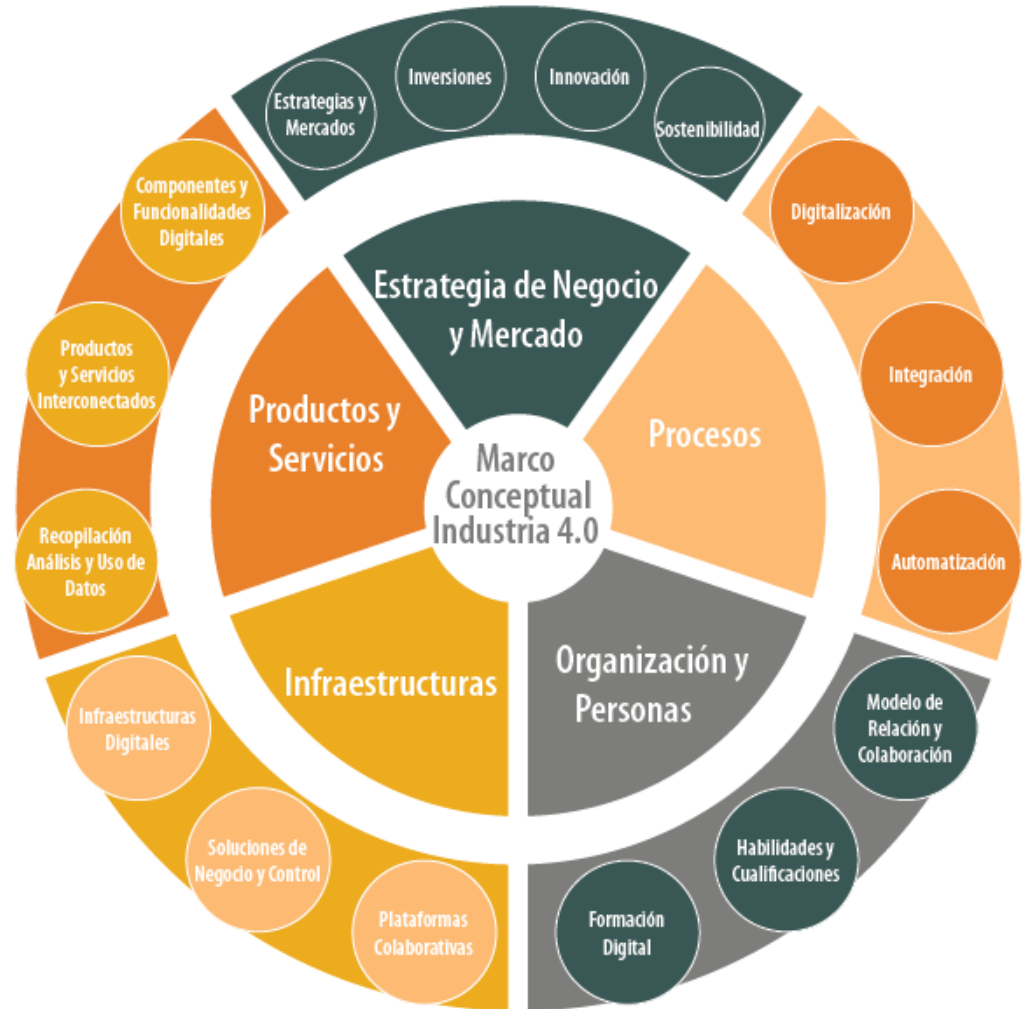 Estrategias y
Mercados
Inversiones
Innovación
Sostenibilidad
Componentes y
Funcionalidades
Digitales
Productos
y Servicios
Interconectados
Recopilación
Análisis y Uso de
Datos
Digitalización
Integración
Automatización
Estrategia de Negocio
y Mercado
Productos y
Servicios
Procesos
Marco
Conceptual
Industria 4.0
Infraestructuras
Organización y
Personas
Infraestructuras
Digitales
Soluciones de
Negocio y Control
Plataformas
Colaborativas
Modelo de
Relación y
Colaboración
Habilidades y
Cualificaciones
Formación
Digital